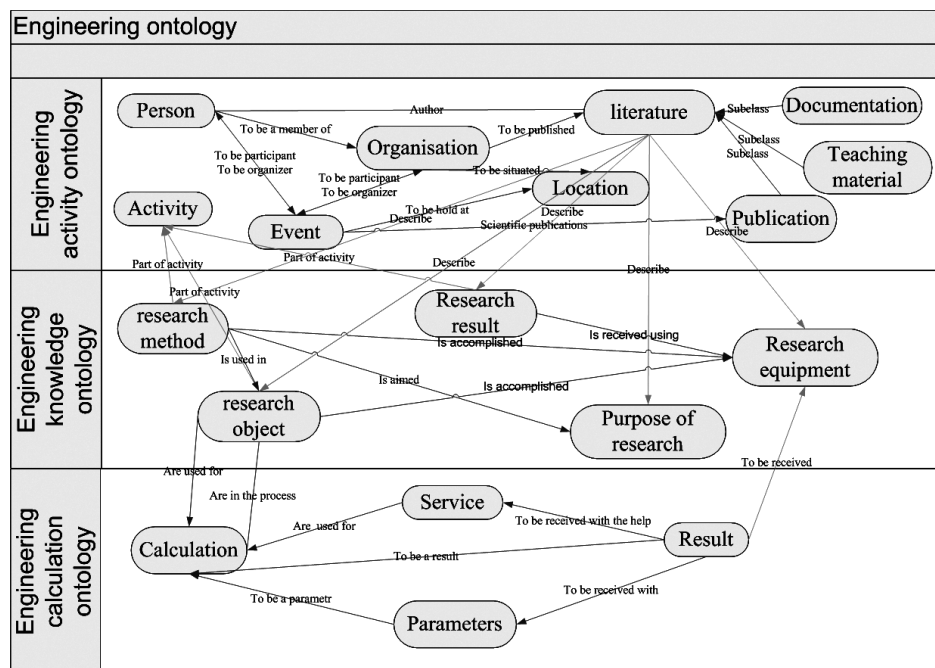 Engineering ontology
Engineering
activity ontology
Person
Author
literature
Subclass
Documentation
To be a member of
To be published
Subclass
Subclass
Organisation
Teaching
material
To be participant
To be organizer
To be participant
To be organizer
To be situated
Location
Activity
Event
To be hold at
Describe
Describe
Scientific publications
Publication
Describe
Part of activity
Describe
Describe
Engineering
knowledge
ontology
Part of activity
Part of activity
research
method
Research
result
Is received using
Is accomplished
Research
equipment
Is used in
Is aimed
Is accomplished
research
object
Purpose of
research
Engineering
calculation
ontology
Are used for
Are in the process
To be received
Service
Are used for
To be received with the help
Calculation
Result
To be a result
To be a parametr
To be received with
Parameters